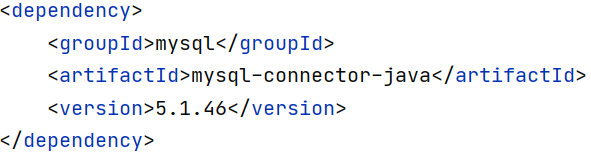 <dependency>
    <groupId>mysql</groupId>
    <artifactId>mysql-connector-java</artifactId>
    <version>5.1.46</version>
</dependency>